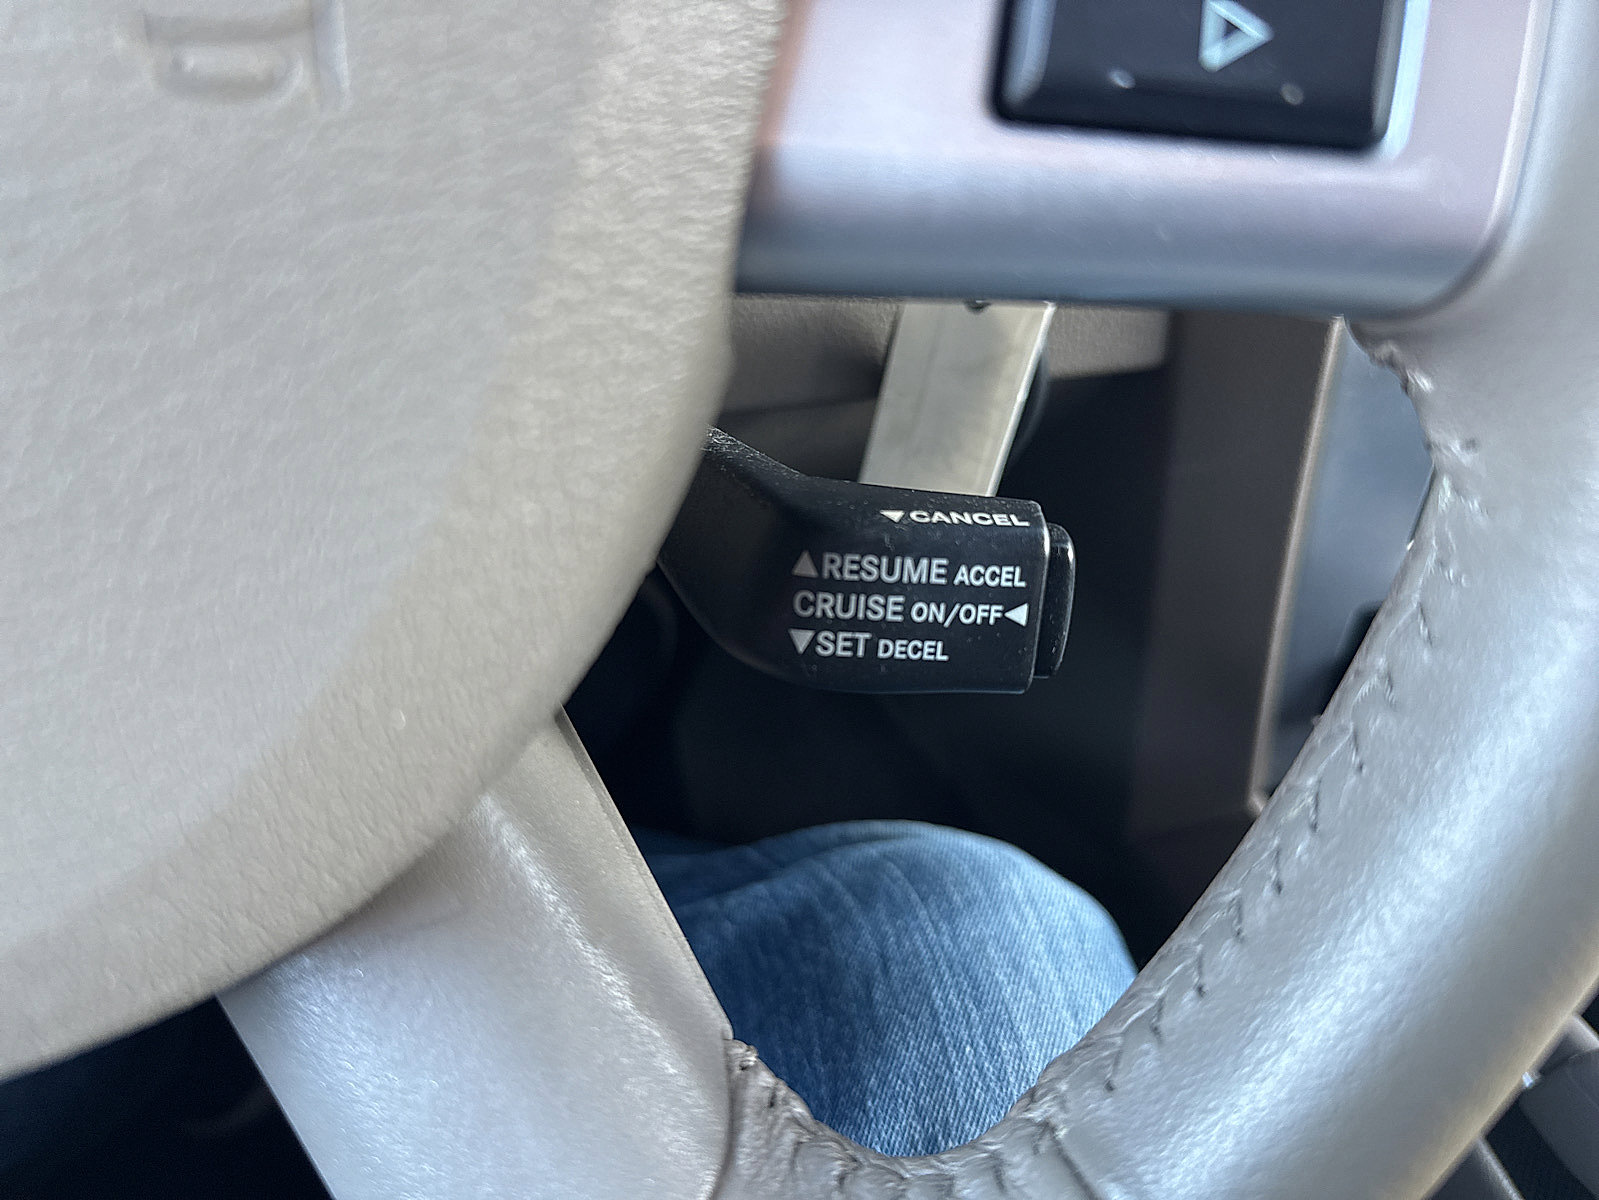 ▼CANCEL
▲RESUME ACCEL
CRUISE ON/OFF◀
▼SET DECEL